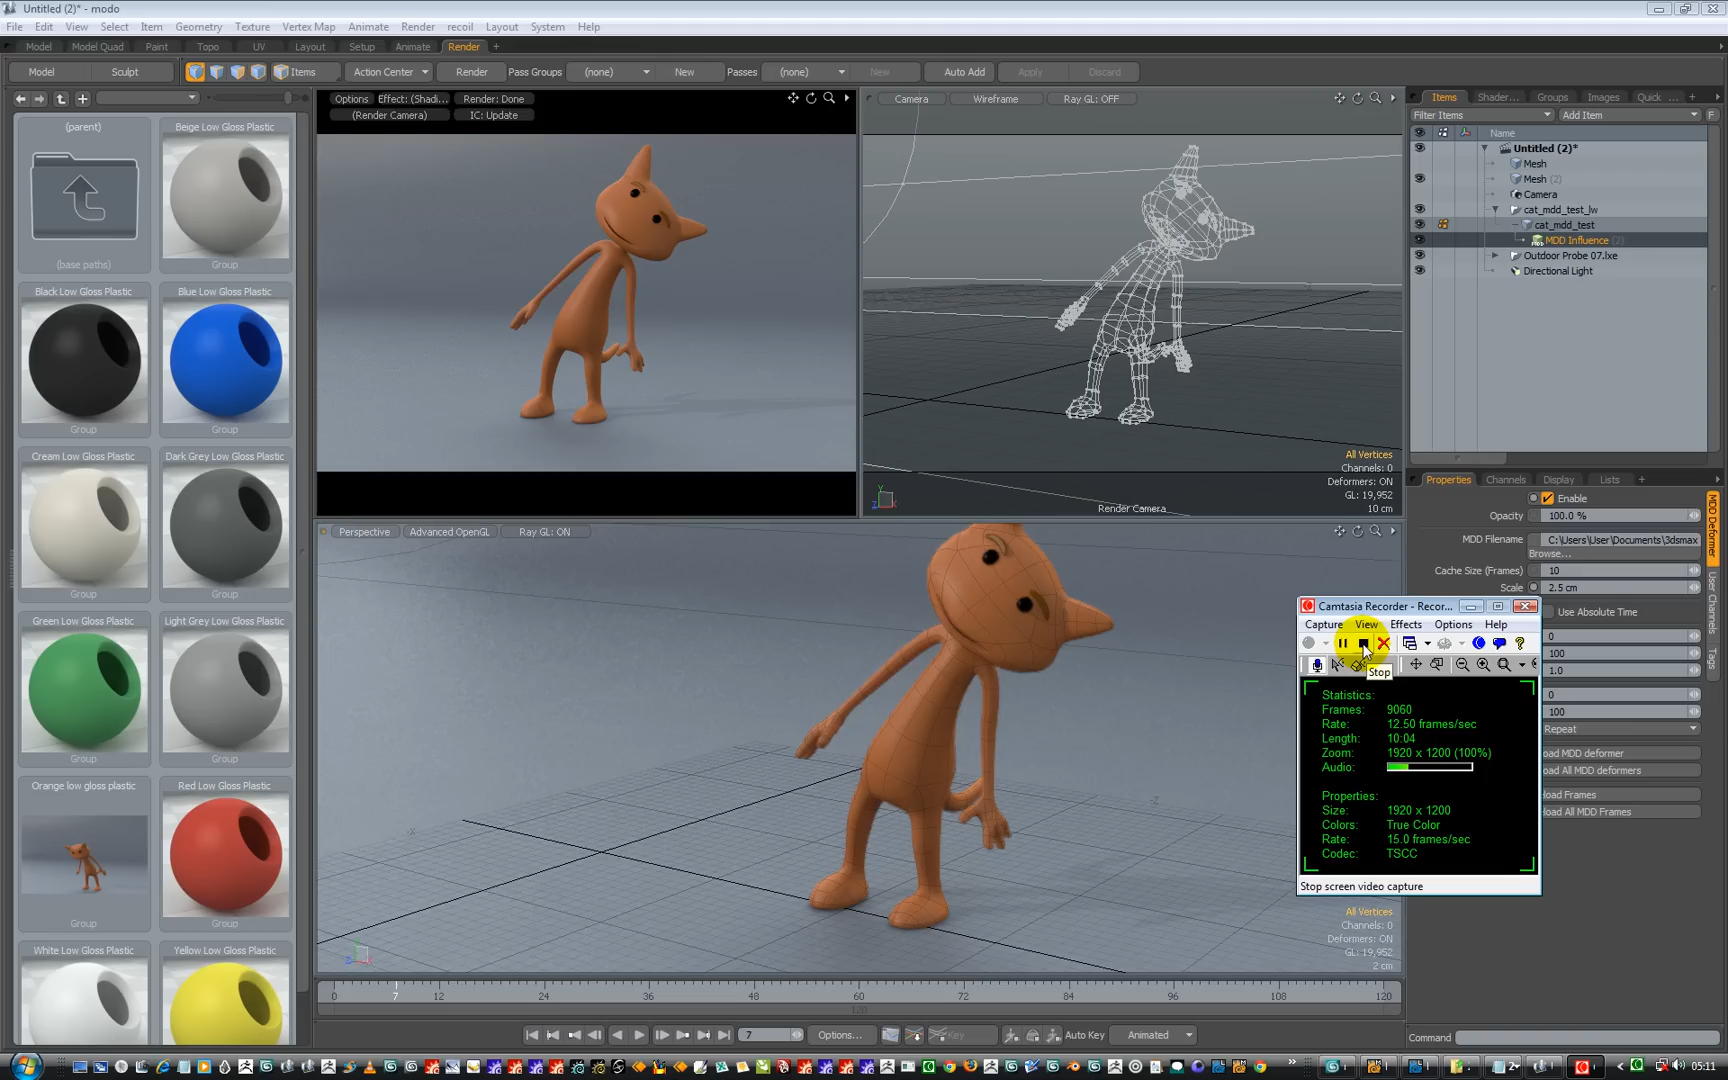 Untitled (2)* - modo
File Edit View Select Item Geometry Texture Vertex Map Animate Render recoil Layout System Help
Model Model Quad Paint Topo UV Layout Setup Animate Render +
Model Sculpt Items Action Center Render Pass Groups (none) New Passes (none) New Auto Add Apply Discard
(parent)
(base paths)
Beige Low Gloss Plastic
Group
Black Low Gloss Plastic
Group
Blue Low Gloss Plastic
Group
Cream Low Gloss Plastic
Group
Dark Grey Low Gloss Plastic
Group
Green Low Gloss Plastic
Group
Light Grey Low Gloss Plastic
Group
Orange low gloss plastic
Group
Red Low Gloss Plastic
Group
White Low Gloss Plastic
Yellow Low Gloss Plastic
Options Effect: (Shadi... Render: Done
(Render Camera) IC: Update
Camera Wireframe Ray GL: OFF
All Vertices
Channels: 0
Deformers: ON
GL: 19,952
10 cm
Render Camera
Perspective Advanced OpenGL Ray GL: ON
All Vertices
Channels: 0
Deformers: ON
GL: 19,952
2 cm
0 7 12 24 36 48 60 72 84 96 108 120
7 Options... Key Auto Key Animated
Items Shader... Groups Images Quick ... +
Filter Items Add Item F
Name
Untitled (2)*
Mesh
Mesh (2)
Camera
cat_mdd_test_lw
cat_mdd_test
MDD Influence (2)
Outdoor Probe 07.lxe
Directional Light
Properties Channels Display Lists +
Enable
Opacity 100.0 %
MDD Filename C:\Users\User\Documents\3dsmax
Browse...
Cache Size (Frames) 10
Scale 2.5 cm
Use Absolute Time
0
100
1.0
0
100
Repeat
oad MDD deformer
oad All MDD deformers
load Frames
load All MDD Frames
MDD Deformer
User Channels
Tags
Camtasia Recorder - Recor...
Capture View Effects Options Help
Stop
Statistics:
Frames: 9060
Rate: 12.50 frames/sec
Length: 10:04
Zoom: 1920 x 1200 (100%)
Audio:
Properties:
Size: 1920 x 1200
Colors: True Color
Rate: 15.0 frames/sec
Codec: TSCC
Stop screen video capture
Command
05:11